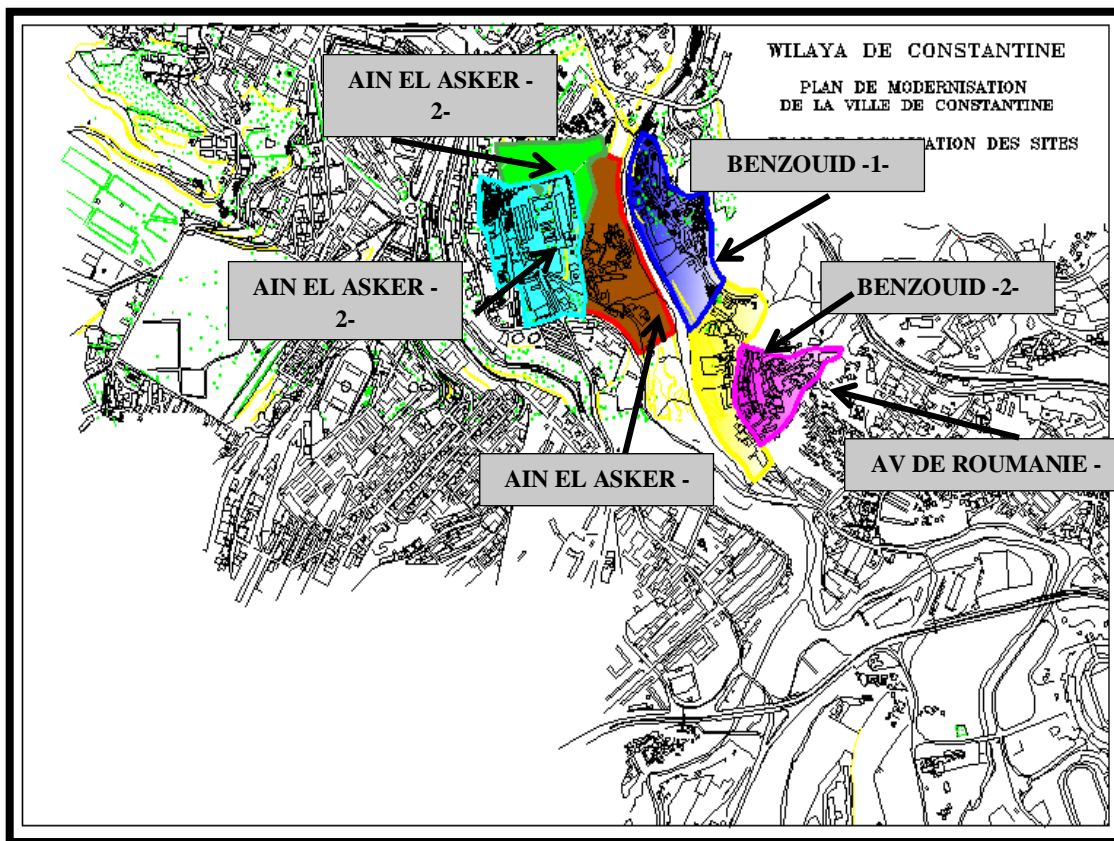 WILAYA DE CONSTANTINE
PLAN DE MODERNISATION
DE LA VILLE DE CONSTANTINE
DES SITES
AIN EL ASKER -
2-
BENZOUID -1-
AIN EL ASKER -
2-
BENZOUID -2-
AIN EL ASKER -
AV DE ROUMANIE -